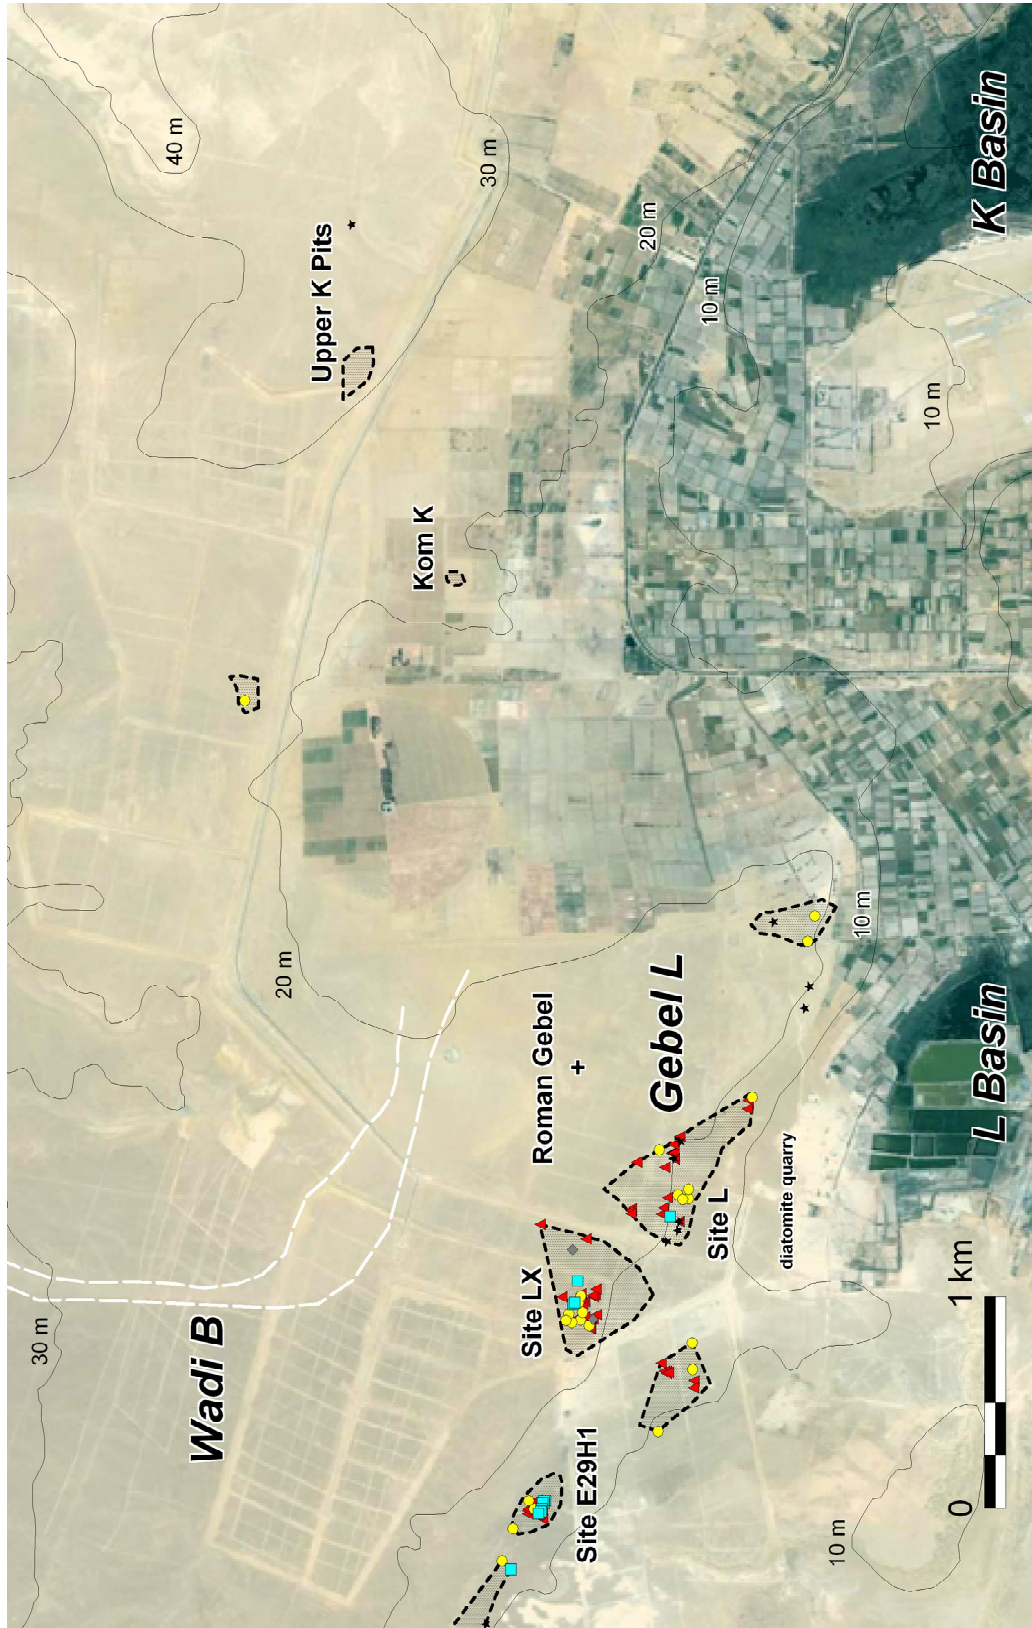 30 m
Wadi B
20 m
40 m
30 m
Upper K Pits
Kom K
20 m
10 m
10 m
K Basin
Roman Gebel
+
Gebel L
Site LX
Site L
diatomite quarry
Site E29H1
10 m
L Basin
10 m
0
1 km